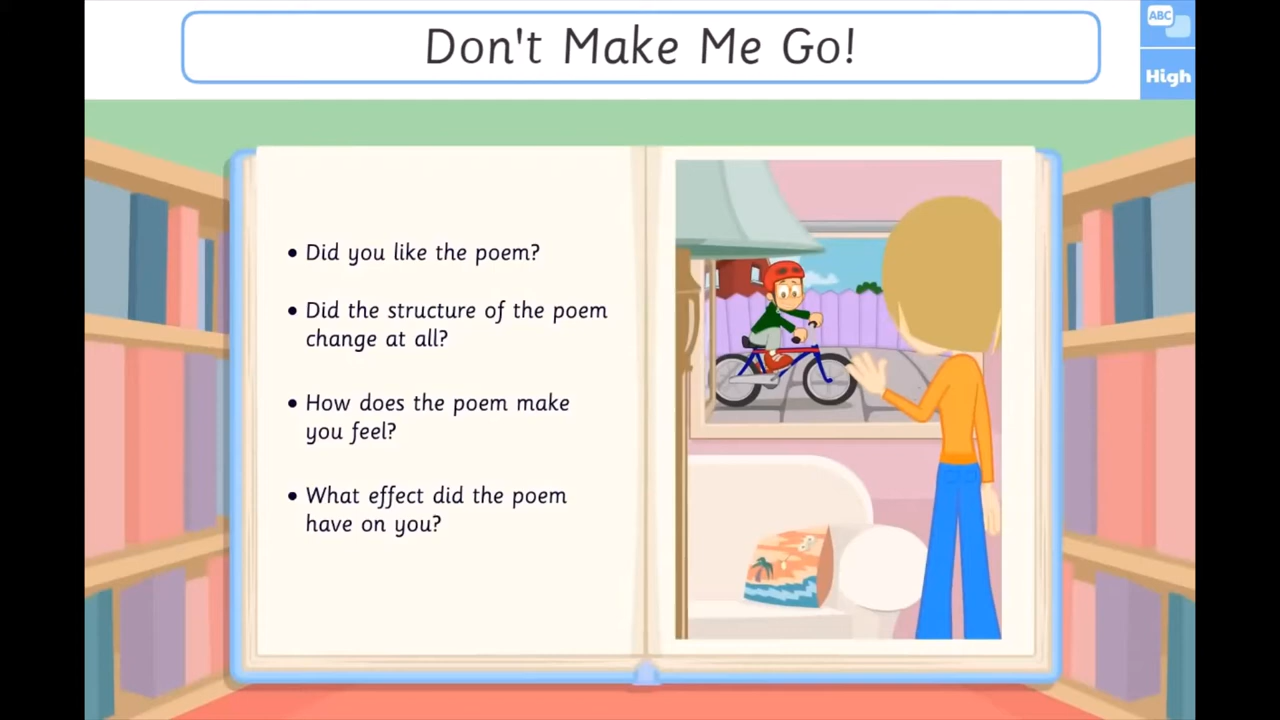 Don't Make Me Go!
ABC
High
• Did you like the poem?
• Did the structure of the poem
change at all?
• How does the poem make
you feel?
• What effect did the poem
have on you?